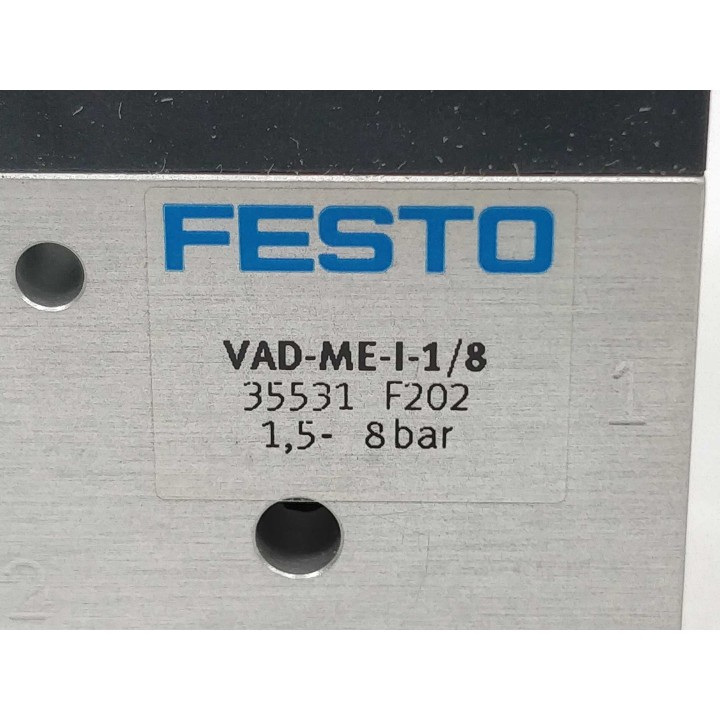 FESTO
VAD-ME-I-1/8
35531 F202
1,5- 8bar
1
2